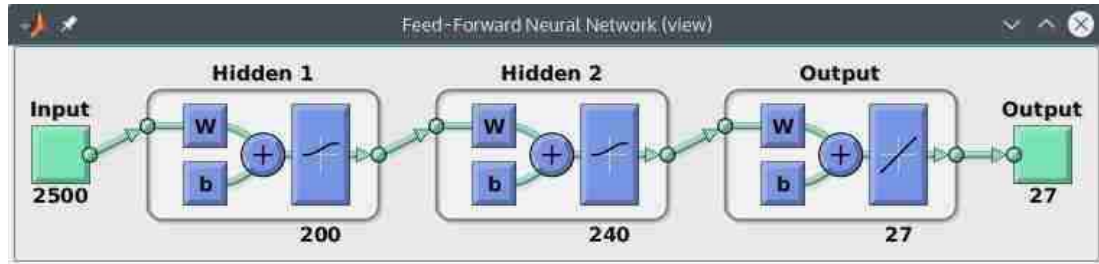 Feed-Forward Neural Network (view)
Hidden 1
Hidden 2
Output
Input
Output
W
W
W
b
b
b
2500
27
200
240
27